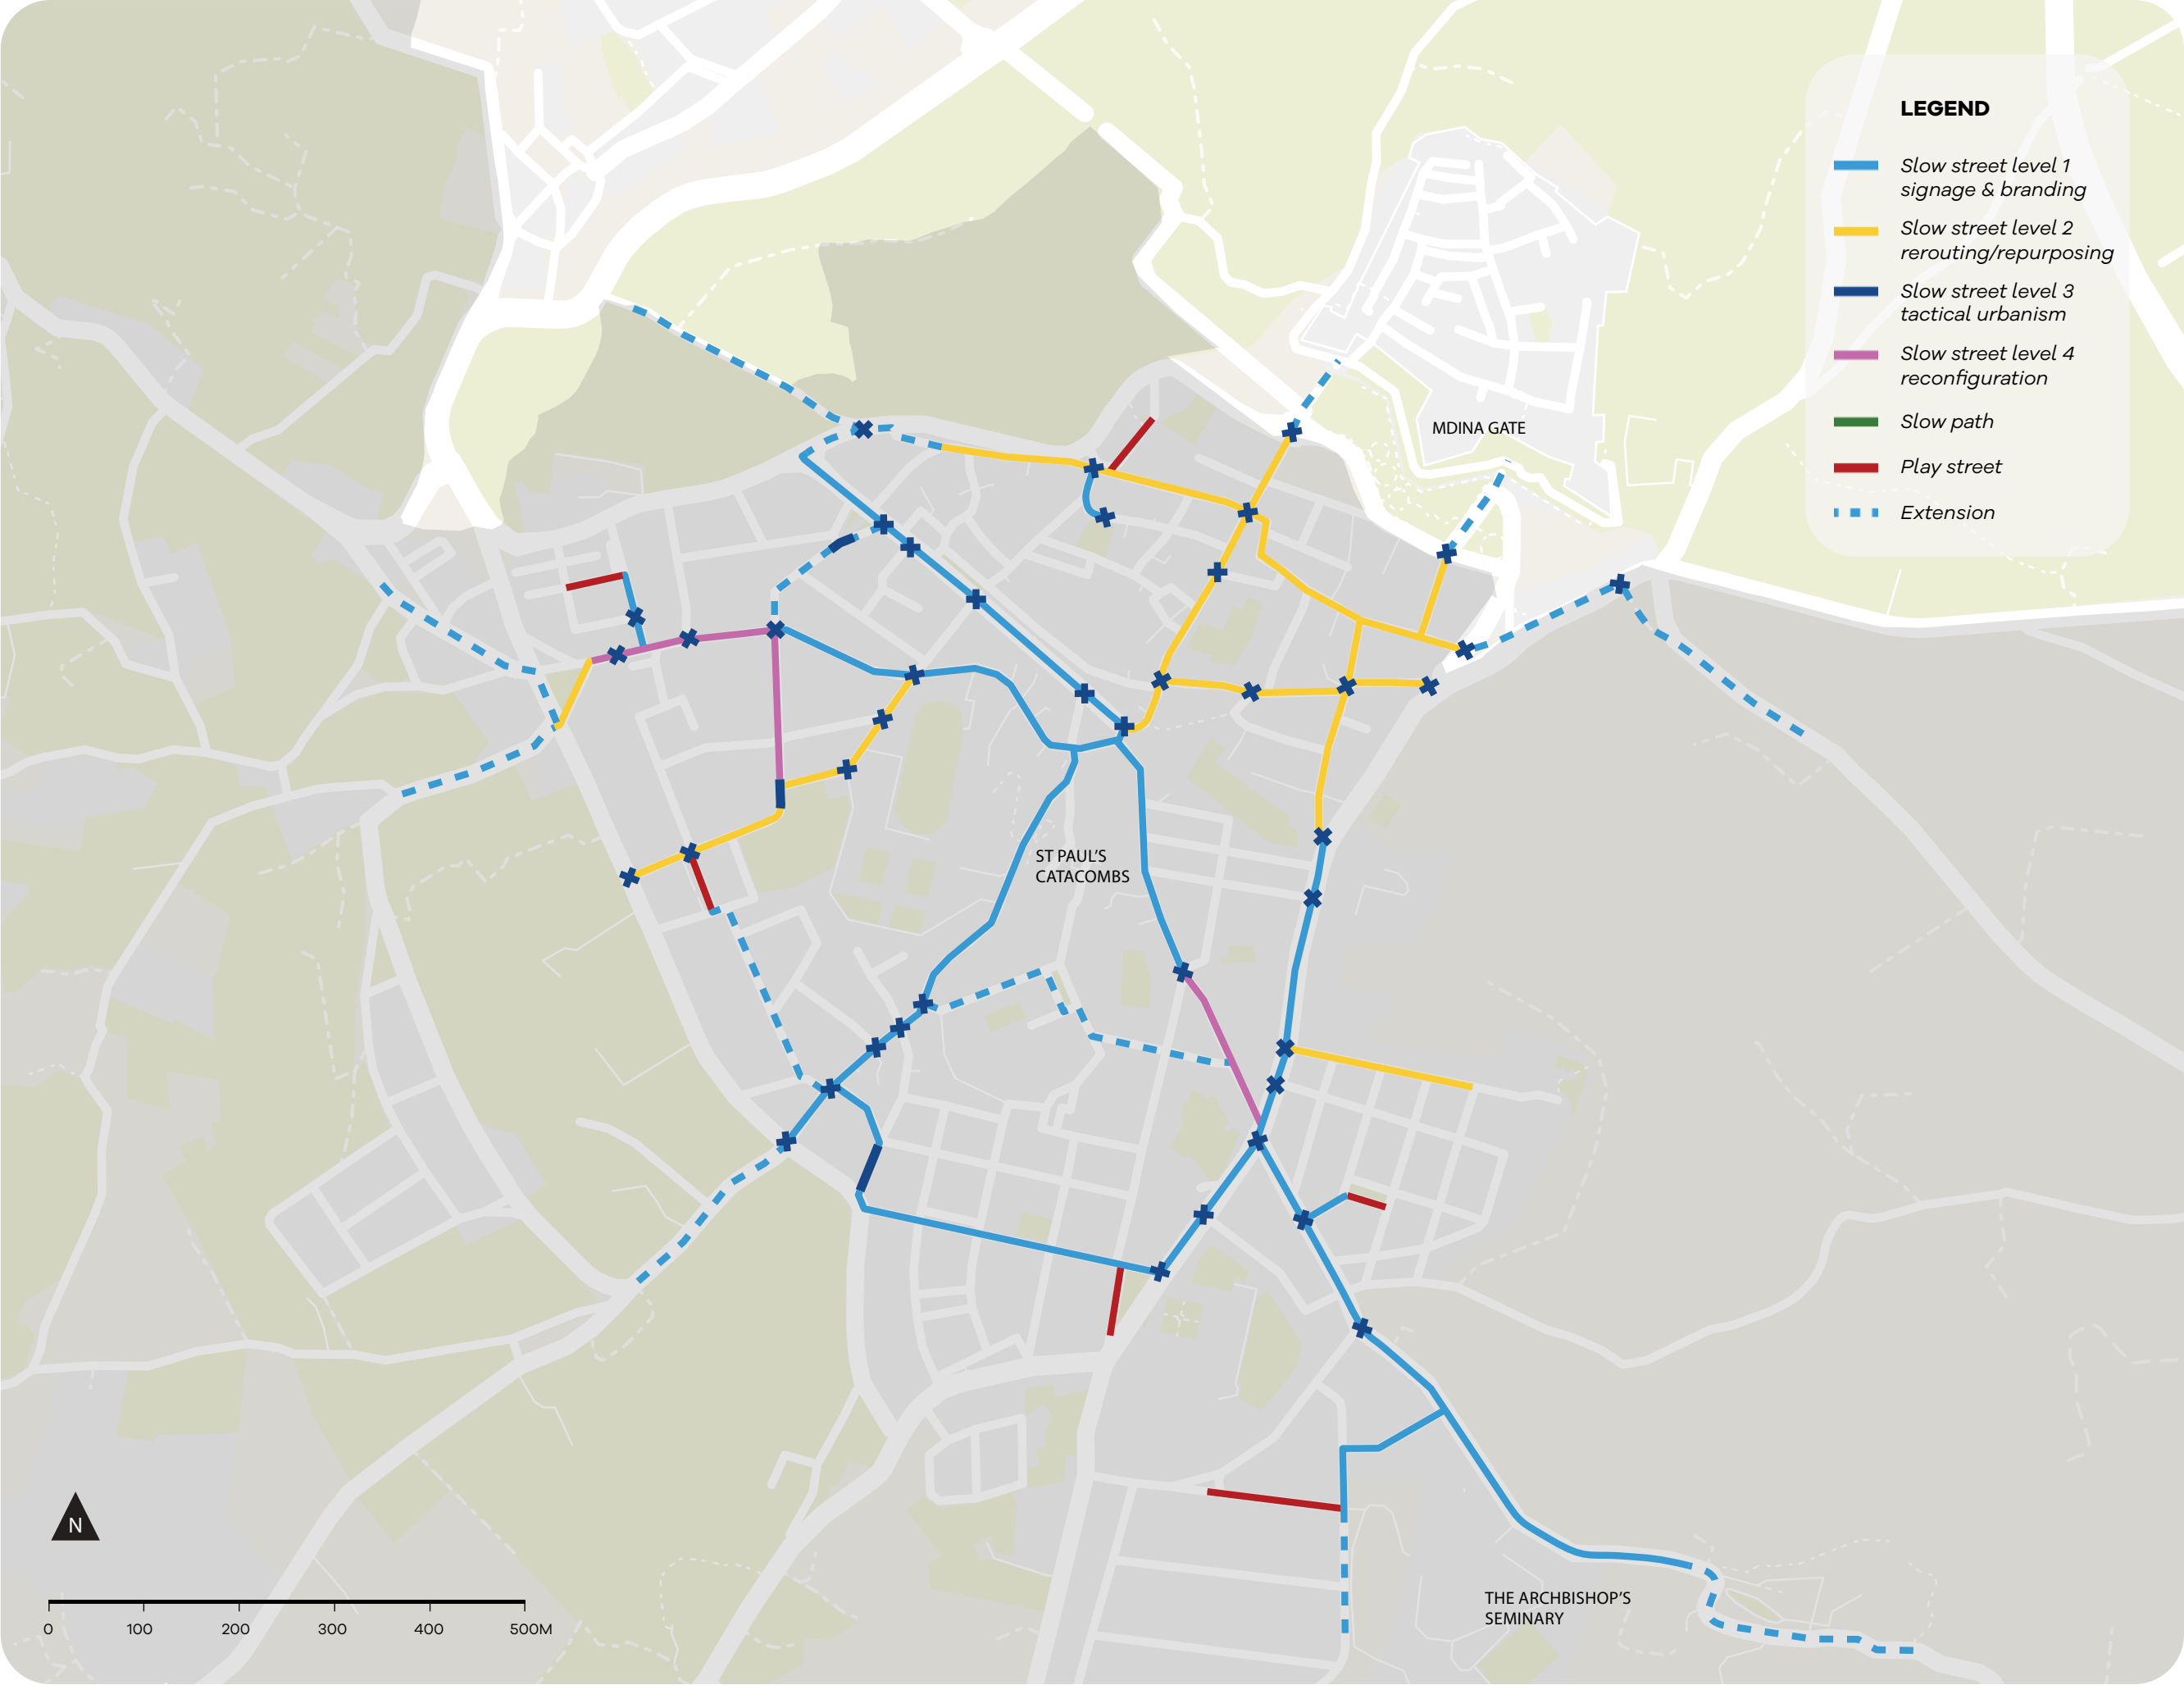 LEGEND
Slow street level 1
signage & branding
Slow street level 2
rerouting/repurposing
Slow street level 3
tactical urbanism
Slow street level 4
reconfiguration
Slow path
Play street
Extension
MDINA GATE
ST PAUL'S
CATACOMBS
THE ARCHBISHOP'S
SEMINARY
N
0 100 200 300 400 500M